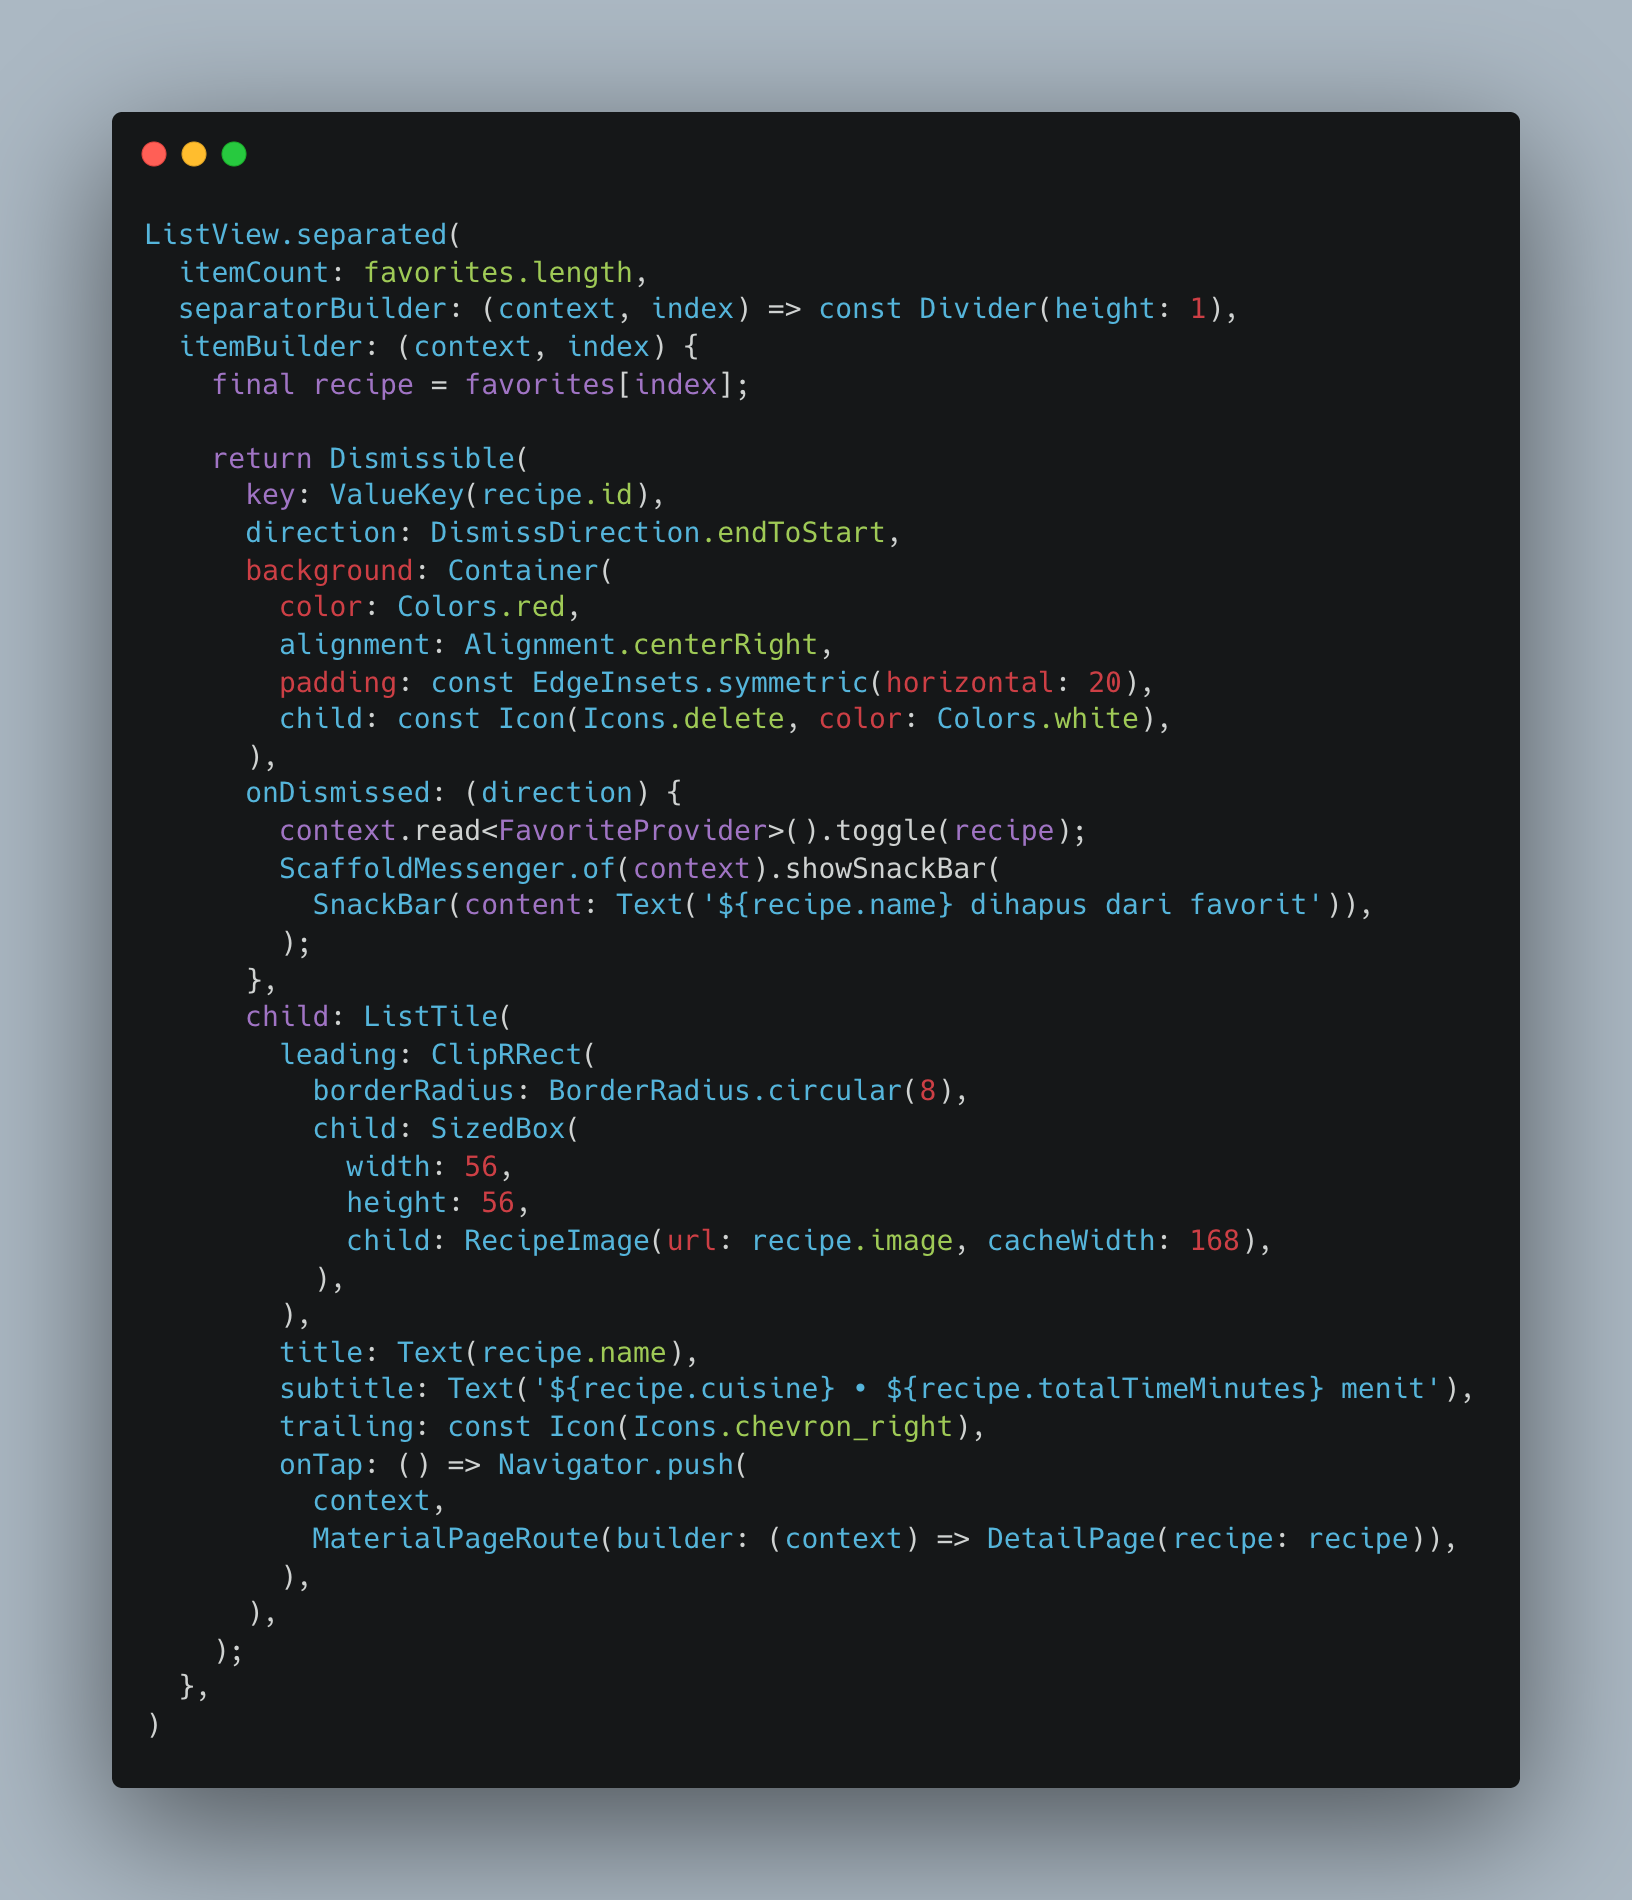 ListView.separated(
  itemCount: favorites.length,
  separatorBuilder: (context, index) => const Divider(height: 1),
  itemBuilder: (context, index) {
    final recipe = favorites[index];

    return Dismissible(
      key: ValueKey(recipe.id),
      direction: DismissDirection.endToStart,
      background: Container(
        color: Colors.red,
        alignment: Alignment.centerRight,
        padding: const EdgeInsets.symmetric(horizontal: 20),
        child: const Icon(Icons.delete, color: Colors.white),
      ),
      onDismissed: (direction) {
        context.read<FavoriteProvider>().toggle(recipe);
        ScaffoldMessenger.of(context).showSnackBar(
          SnackBar(content: Text('${recipe.name} dihapus dari favorit')),
        );
      },
      child: ListTile(
        leading: ClipRRect(
          borderRadius: BorderRadius.circular(8),
          child: SizedBox(
            width: 56,
            height: 56,
            child: RecipeImage(url: recipe.image, cacheWidth: 168),
          ),
        ),
        title: Text(recipe.name),
        subtitle: Text('${recipe.cuisine} • ${recipe.totalTimeMinutes} menit'),
        trailing: const Icon(Icons.chevron_right),
        onTap: () => Navigator.push(
          context,
          MaterialPageRoute(builder: (context) => DetailPage(recipe: recipe)),
        ),
      ),
    );
  },
)